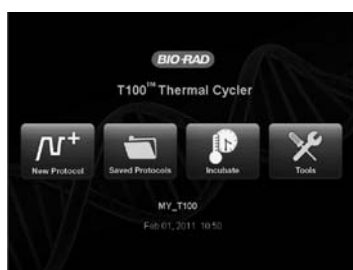 BIO-RAD
T100™ Thermal Cycler
New Protocol Saved Protocols Incubate Tools
MY_T100
Feb 01, 2011 10:50